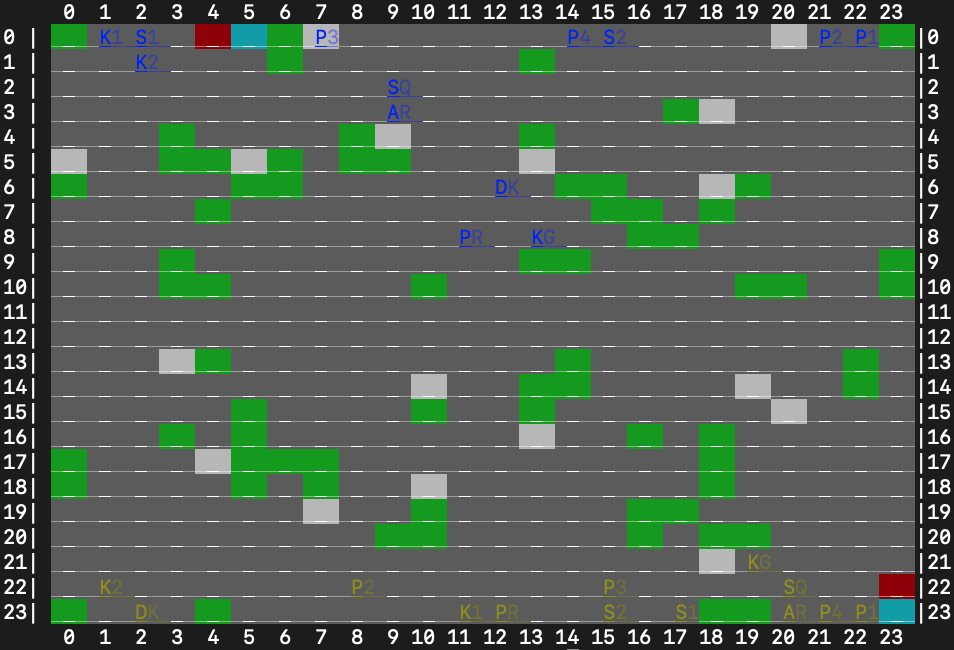 0 1 2 3 4 5 6 7 8 9 10 11 12 13 14 15 16 17 18 19 20 21 22 23
0 | K1 S1 P3 P4 S2 P2 P1 |0
1 | K2 |1
2 | SQ |2
3 | AR |3
4 | |4
5 | |5
6 | DK |6
7 | |7
8 | PR KG |8
9 | |9
10| |10
11| |11
12| |12
13| |13
14| |14
15| |15
16| |16
17| |17
18| |18
19| |19
20| |20
21| KG |21
22| K2 P2 P3 SQ |22
23| DK K1 PR S2 S1 AR P4 P1 |23
0 1 2 3 4 5 6 7 8 9 10 11 12 13 14 15 16 17 18 19 20 21 22 23